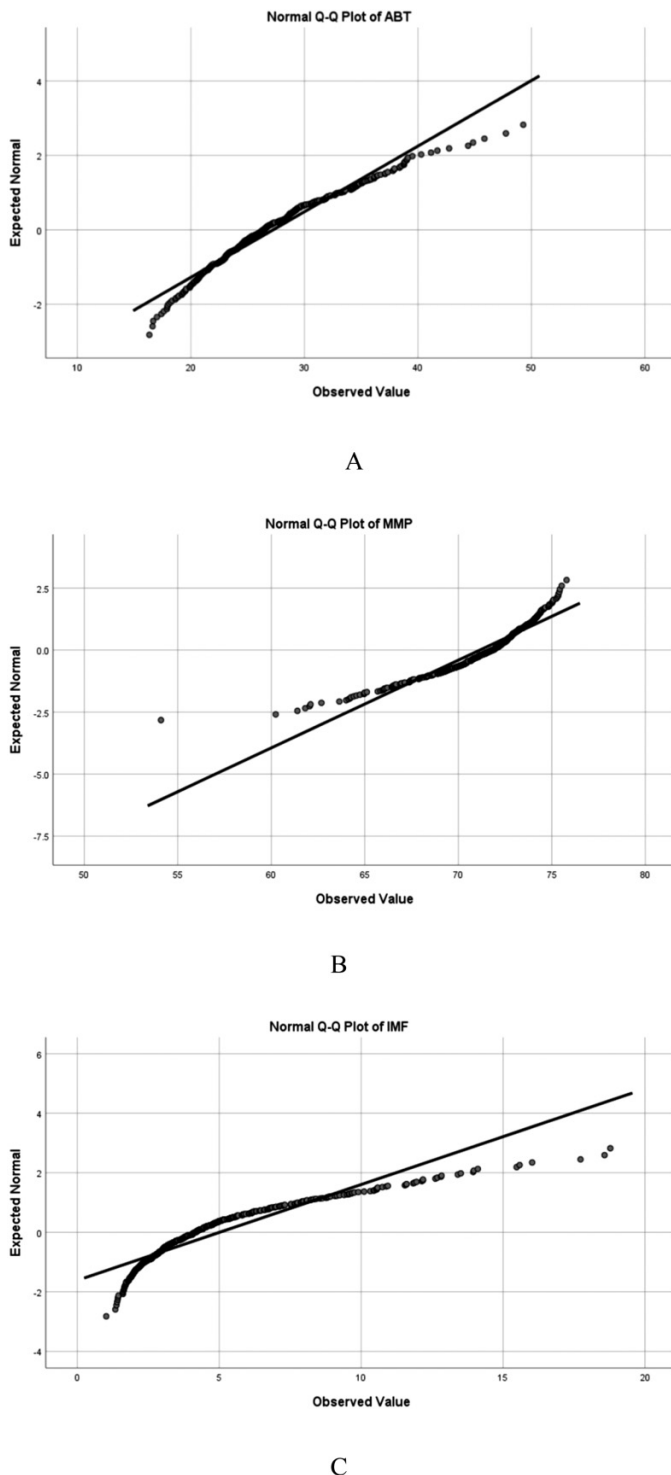 Normal Q-Q Plot of ABT
4
2
0
-2
Expected Normal
10 20 30 40 50 60
Observed Value
A
Normal Q-Q Plot of MMP
2.5
0.0
-2.5
-5.0
-7.5
Expected Normal
50 55 60 65 70 75 80
Observed Value
B
Normal Q-Q Plot of IMF
6
4
2
0
-2
-4
Expected Normal
0 5 10 15 20
Observed Value
C